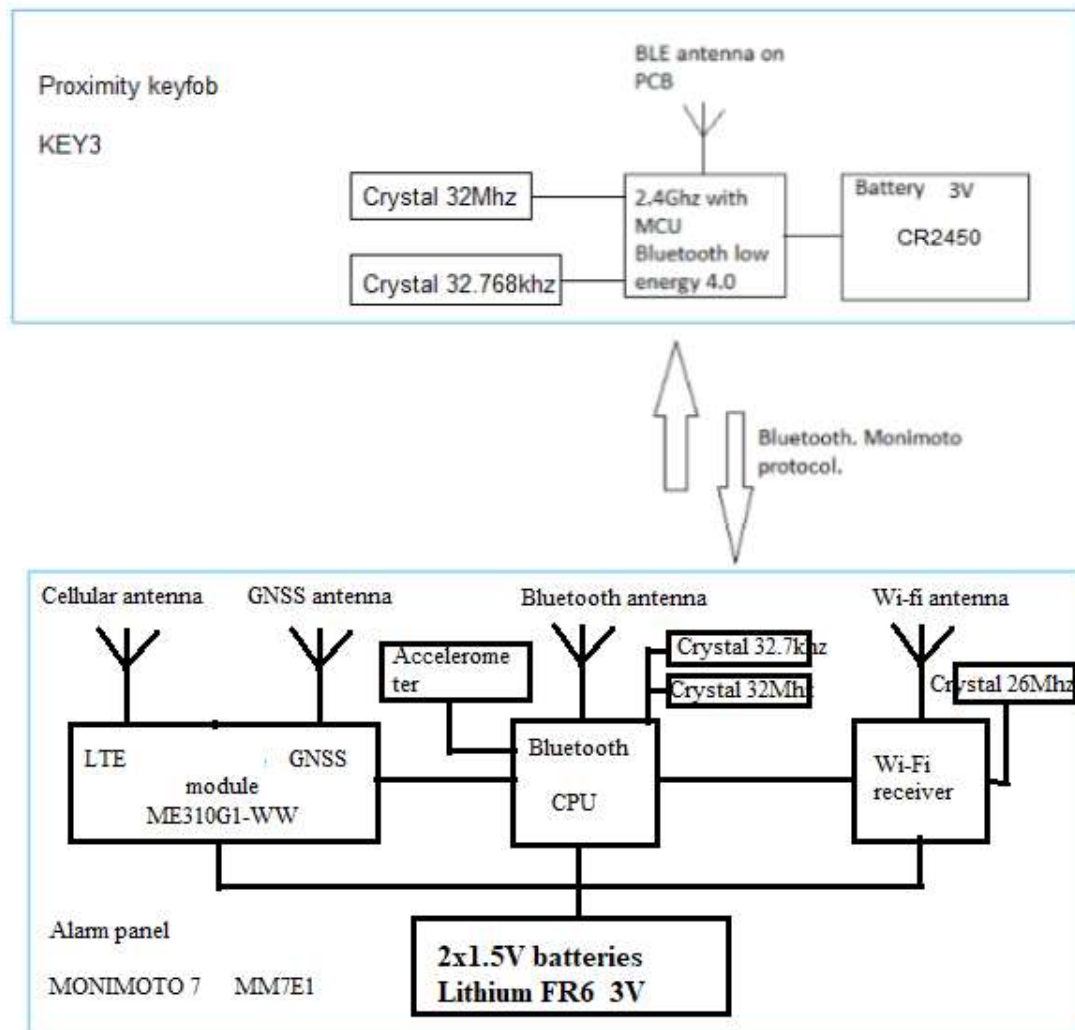 BLE antenna on
PCB
Proximity keyfob
KEY3
Crystal 32Mhz
Crystal 32.768khz
2.4Ghz with
MCU
Bluetooth low
energy 4.0
Battery 3V
CR2450
Bluetooth. Monimoto
protocol.
Cellular antenna
GNSS antenna
Bluetooth antenna
Wi-fi antenna
Accelerome
ter
Crystal 32.7khz
Crystal 32Mhz
Crystal 26Mhz
LTE GNSS
module
ME310G1-WW
Bluetooth
CPU
Wi-Fi
receiver
Alarm panel
MONIMOTO 7 MM7E1
2x1.5V batteries
Lithium FR6 3V